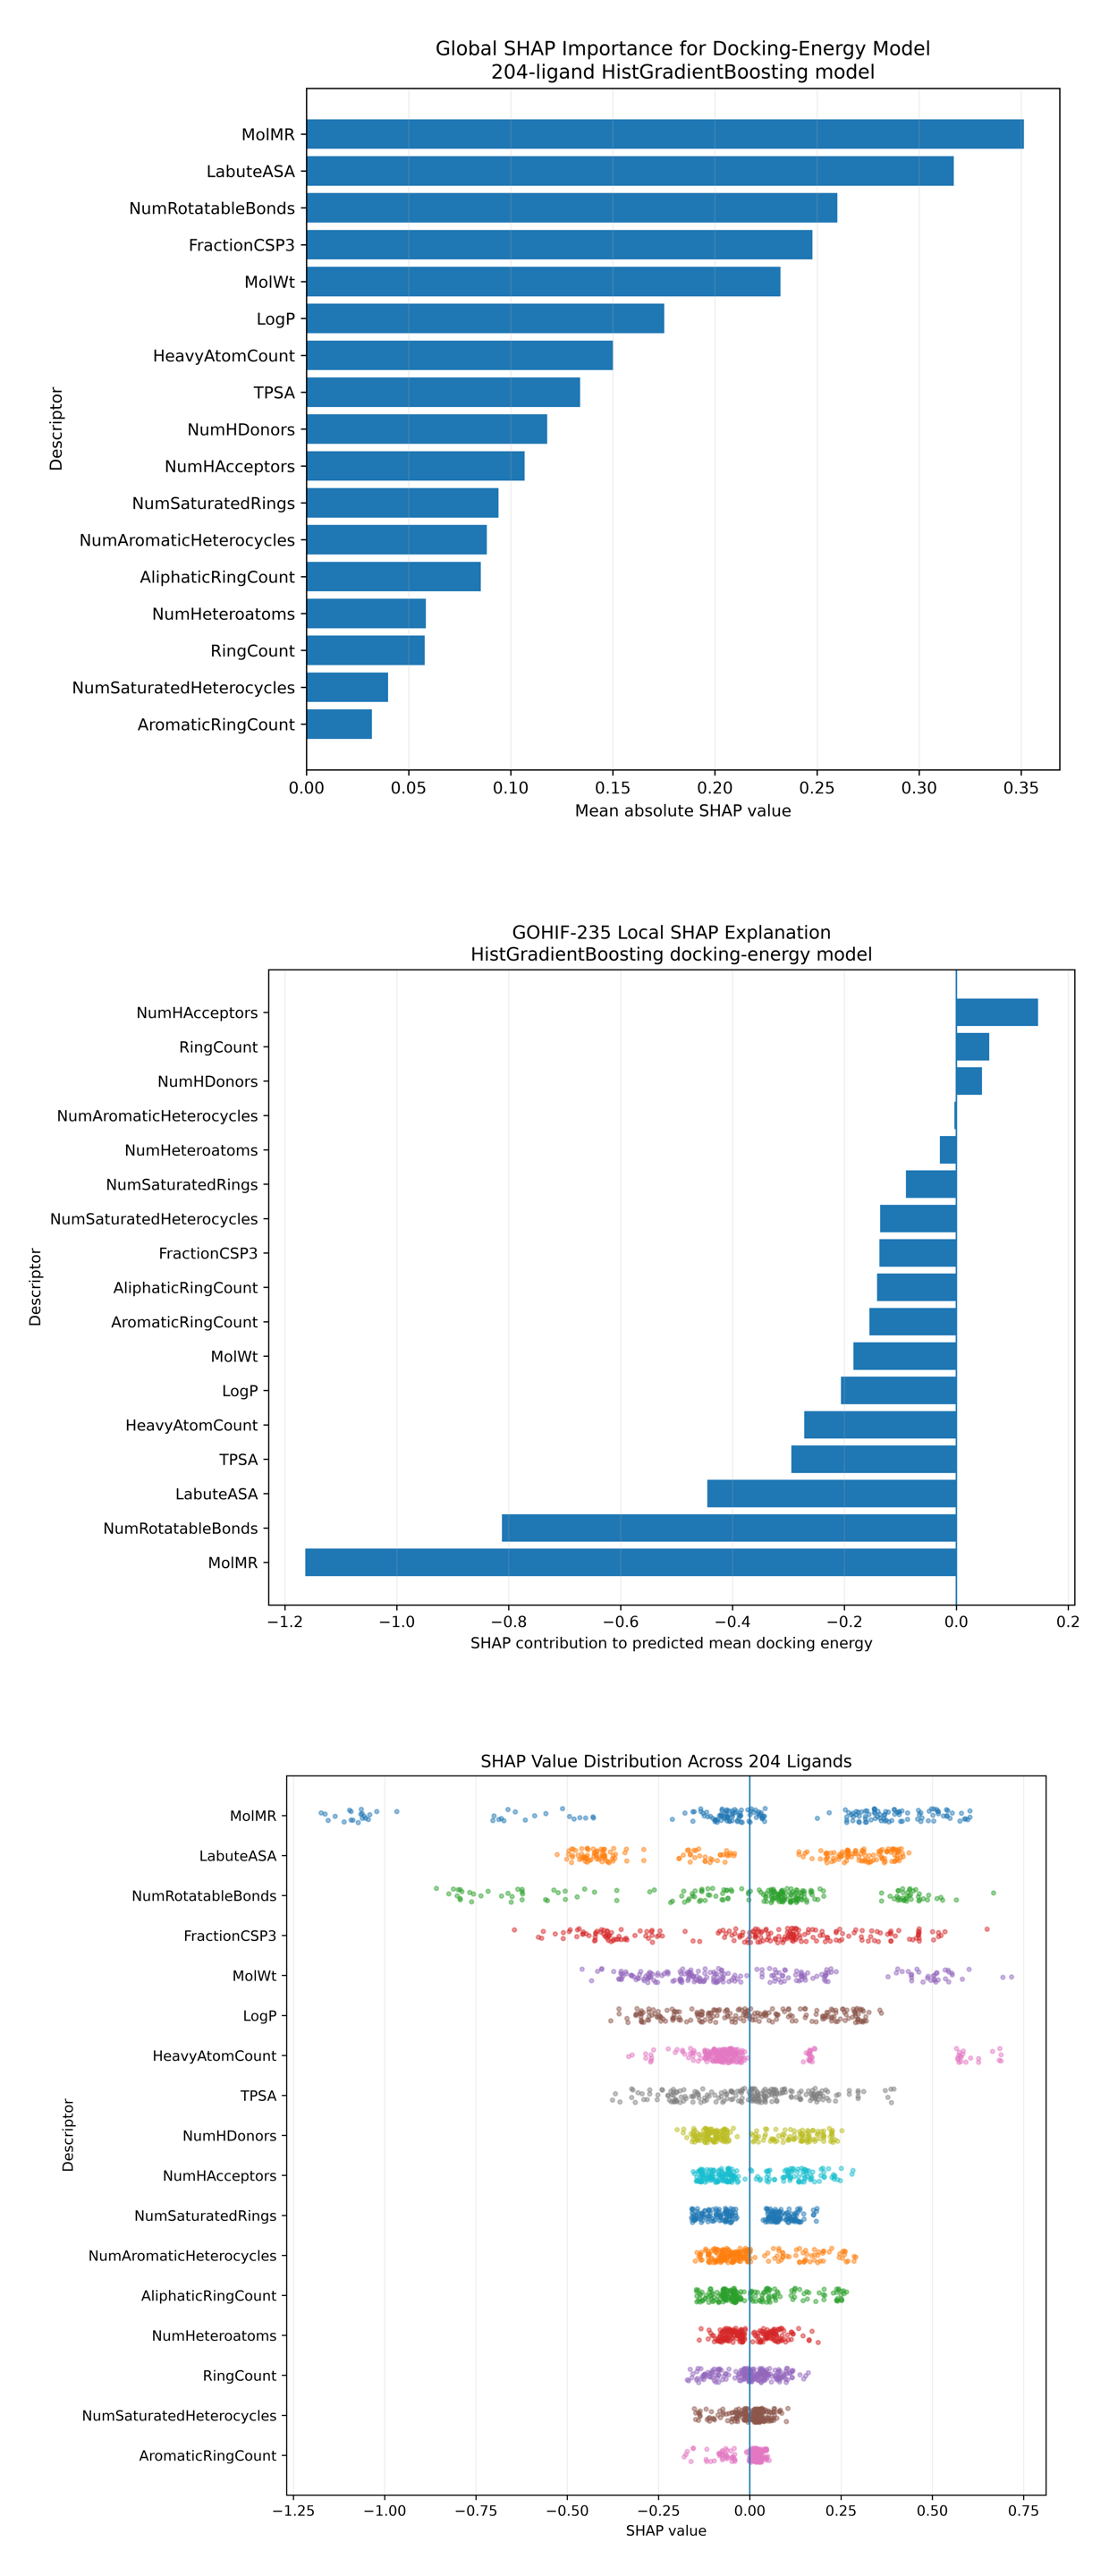 Global SHAP Importance for Docking-Energy Model
204-ligand HistGradientBoosting model
MolMR
LabuteASA
NumRotatableBonds
FractionCSP3
MolWt
LogP
HeavyAtomCount
TPSA
NumHDonors
NumHAcceptors
NumSaturatedRings
NumAromaticHeterocycles
AliphaticRingCount
NumHeteroatoms
RingCount
NumSaturatedHeterocycles
AromaticRingCount
Descriptor
0.00 0.05 0.10 0.15 0.20 0.25 0.30 0.35
Mean absolute SHAP value
GOHIF-235 Local SHAP Explanation
HistGradientBoosting docking-energy model
NumHAcceptors
RingCount
NumHDonors
NumAromaticHeterocycles
NumHeteroatoms
NumSaturatedRings
NumSaturatedHeterocycles
FractionCSP3
AliphaticRingCount
AromaticRingCount
MolWt
LogP
HeavyAtomCount
TPSA
LabuteASA
NumRotatableBonds
MolMR
Descriptor
−1.2 −1.0 −0.8 −0.6 −0.4 −0.2 0.0 0.2
SHAP contribution to predicted mean docking energy
SHAP Value Distribution Across 204 Ligands
MolMR
LabuteASA
NumRotatableBonds
FractionCSP3
MolWt
LogP
HeavyAtomCount
TPSA
NumHDonors
NumHAcceptors
NumSaturatedRings
NumAromaticHeterocycles
AliphaticRingCount
NumHeteroatoms
RingCount
NumSaturatedHeterocycles
AromaticRingCount
Descriptor
−1.25 −1.00 −0.75 −0.50 −0.25 0.00 0.25 0.50 0.75
SHAP value